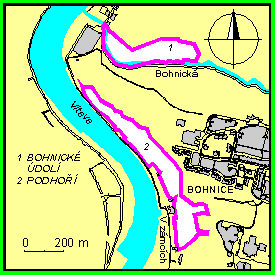 1
Bohnická
Vltava
2
1 BOHNICKÉ
ÚDOLÍ
2 PODHOŘÍ
BOHNICE
V zámcích
0 200 m